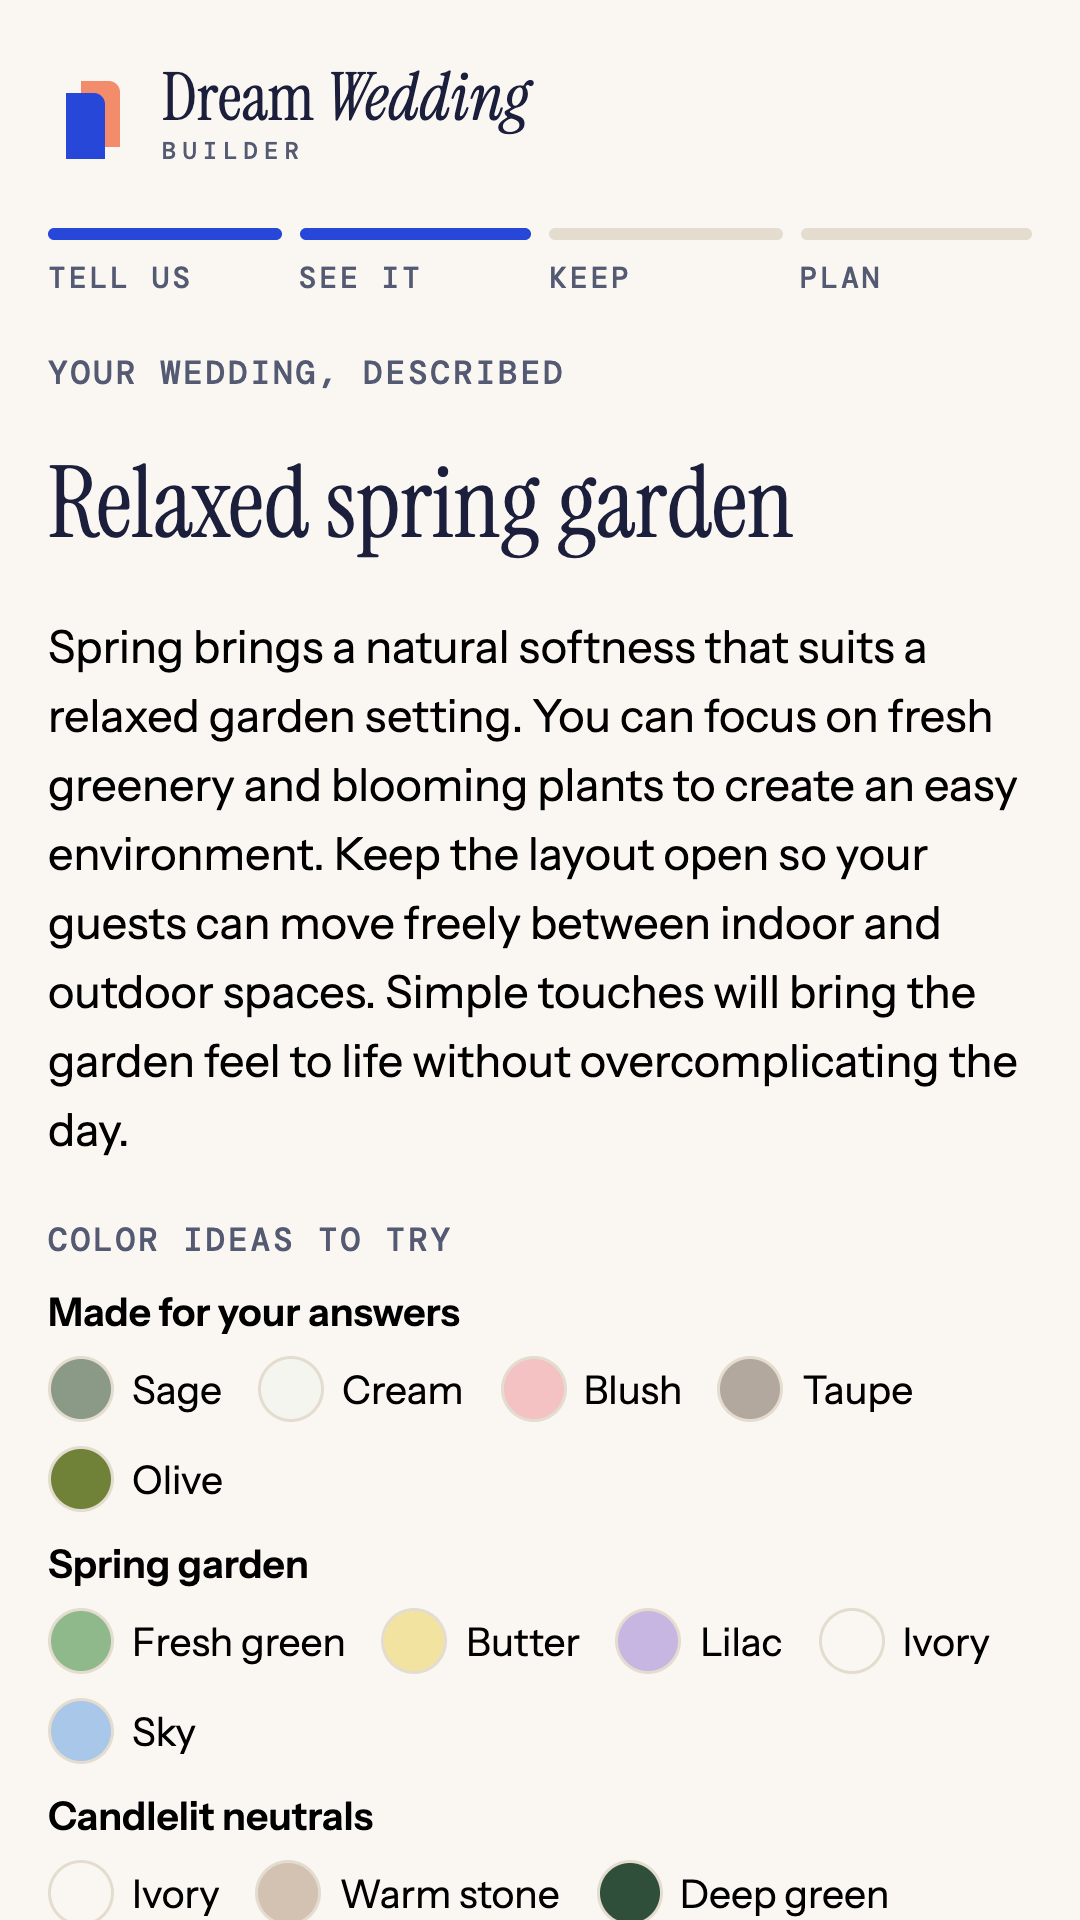 Dream Wedding
BUILDER
TELL US
SEE IT
KEEP
PLAN
YOUR WEDDING, DESCRIBED
Relaxed spring garden
Spring brings a natural softness that suits a
relaxed garden setting. You can focus on fresh
greenery and blooming plants to create an easy
environment. Keep the layout open so your
guests can move freely between indoor and
outdoor spaces. Simple touches will bring the
garden feel to life without overcomplicating the
day.
COLOR IDEAS TO TRY
Made for your answers
Sage Cream Blush Taupe
Olive
Spring garden
Fresh green Butter Lilac Ivory
Sky
Candlelit neutrals
Ivory Warm stone Deep green